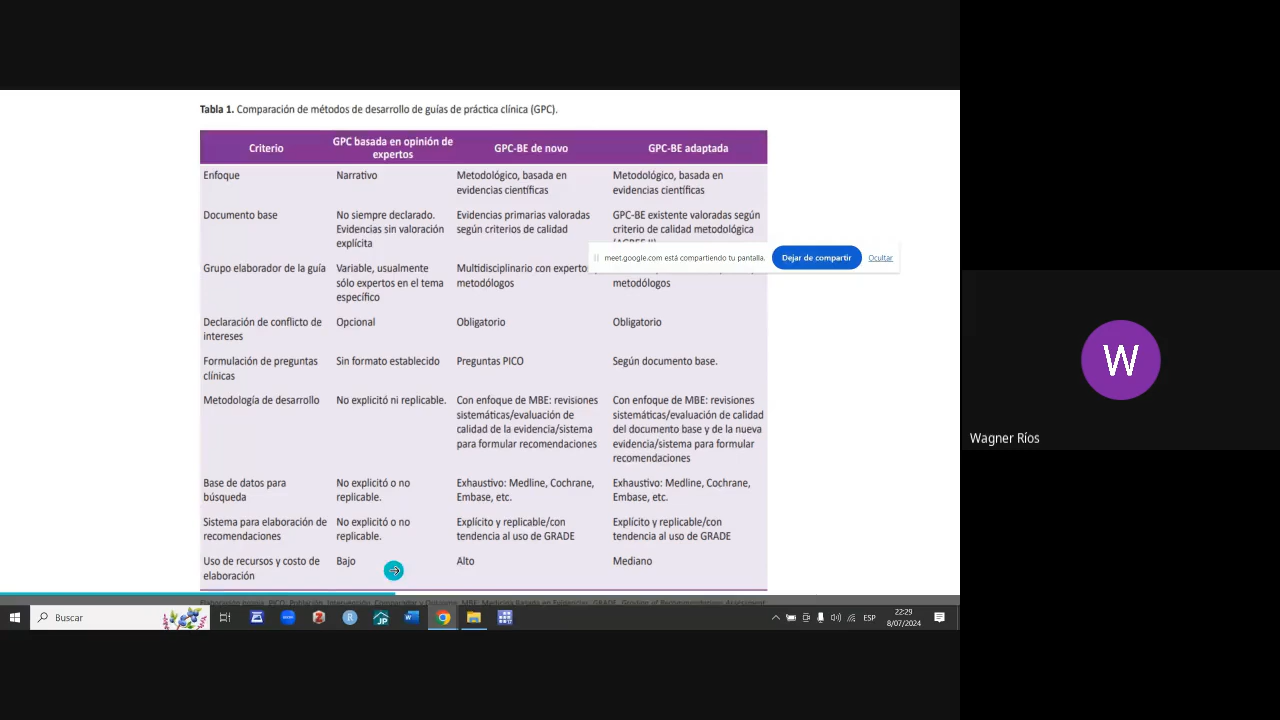 Tabla 1. Comparación de métodos de desarrollo de guías de práctica clínica (GPC).
Criterio
GPC basada en opinión de
expertos
GPC-BE de novo
GPC-BE adaptada
Enfoque
Narrativo
Metodológico, basada en
evidencias científicas
Metodológico, basada en
evidencias científicas
Documento base
No siempre declarado.
Evidencias sin valoración
explícita
Evidencias primarias valoradas
según criterios de calidad
GPC-BE existente valoradas según
criterio de calidad metodológica
meet.google.com está compartiendo tu pantalla.
Dejar de compartir
Ocultar
Grupo elaborador de la guía
Variable, usualmente
sólo expertos en el tema
específico
Multidisciplinario con expertos
metodólogos
metodólogos
Declaración de conflicto de
intereses
Opcional
Obligatorio
Obligatorio
Formulación de preguntas
clínicas
Sin formato establecido
Preguntas PICO
Según documento base.
Metodología de desarrollo
No explicitó ni replicable.
Con enfoque de MBE: revisiones
sistemáticas/evaluación de
calidad de la evidencia/sistema
para formular recomendaciones
Con enfoque de MBE: revisiones
sistemáticas/evaluación de calidad
del documento base y de la nueva
evidencia/sistema para formular
recomendaciones
Base de datos para
búsqueda
No explicitó o no
replicable.
Exhaustivo: Medline, Cochrane,
Embase, etc.
Exhaustivo: Medline, Cochrane,
Embase, etc.
Sistema para elaboración de
recomendaciones
No explicitó o no
replicable.
Explícito y replicable/con
tendencia al uso de GRADE
Explícito y replicable/con
tendencia al uso de GRADE
Uso de recursos y costo de
elaboración
Bajo
Alto
Mediano
Buscar
ESP
22:29
8/07/2024
W
Wagner Ríos